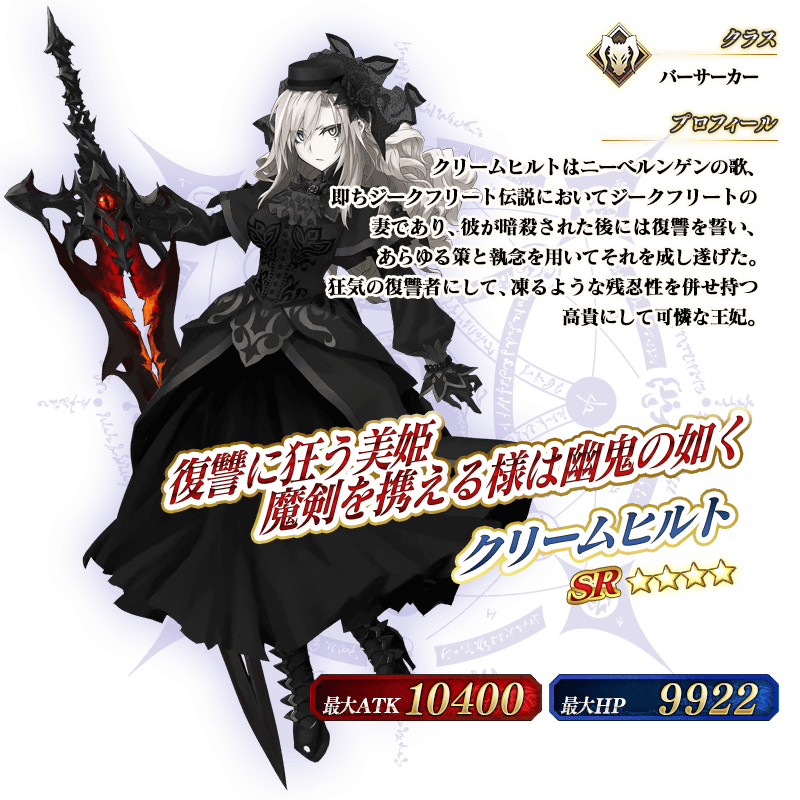 クラス
バーサーカー
プロフィール
クリームヒルトはニーベルンゲンの歌、
即ちジークフリート伝説においてジークフリートの
妻であり、彼が暗殺された後には復讐を誓い、
あらゆる策と執念を用いてそれを成し遂げた。
狂気の復讐者にして、凍るような残忍性を併せ持つ
高貴にして可憐な王妃。
復讐に狂う美姫
魔剣を携える様は幽鬼の如く
クリームヒルト
SR ☆☆☆☆
最大ATK 10400
最大HP 9922